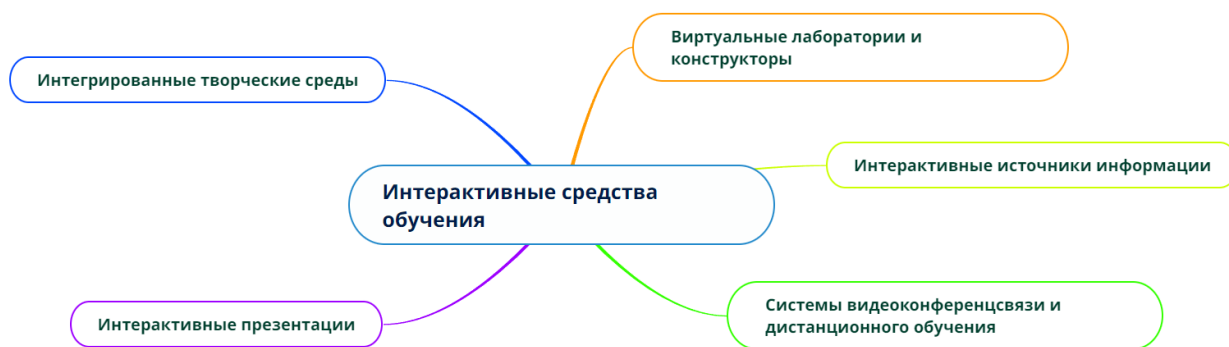 Виртуальные лаборатории и
конструкторы
Интегрированные творческие среды
Интерактивные источники информации
Интерактивные средства
обучения
Системы видеоконференцсвязи и
дистанционного обучения
Интерактивные презентации